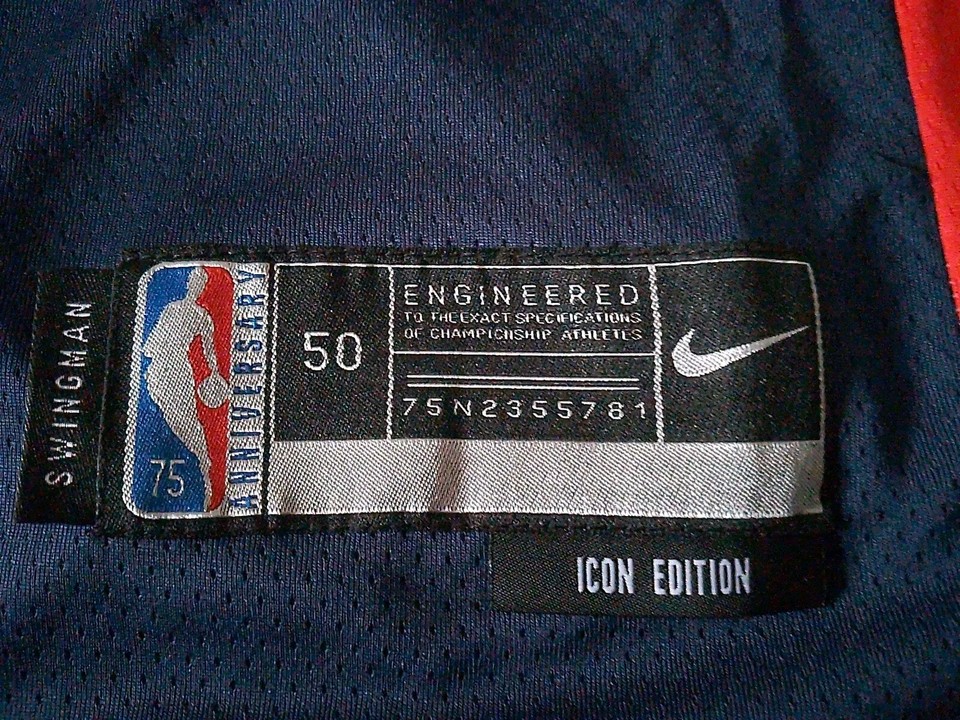 SWINGMAN
75
ANNIVERSARY
50
ENGINEERED
TO THE EXACT SPECIFICATIONS
OF CHAMPIONSHIP ATHLETES
75N2355781
ICON EDITION